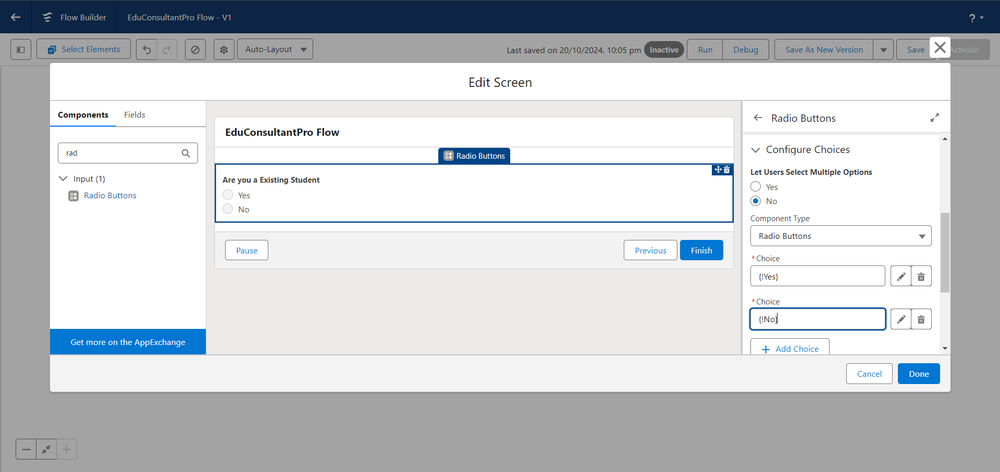 Flow Builder
EduConsultantPro Flow - V1
?
Select Elements
Auto-Layout
Last saved on 20/10/2024, 10:05 pm
Inactive
Run
Debug
Save As New Version
Save
Activate
Edit Screen
Components
Fields
rad
Input (1)
Radio Buttons
Get more on the AppExchange
EduConsultantPro Flow
Radio Buttons
Are you a Existing Student
Yes
No
Pause
Previous
Finish
Radio Buttons
Configure Choices
Let Users Select Multiple Options
Yes
No
Component Type
Radio Buttons
*Choice
{!Yes}
*Choice
{!No}
Add Choice
Cancel
Done